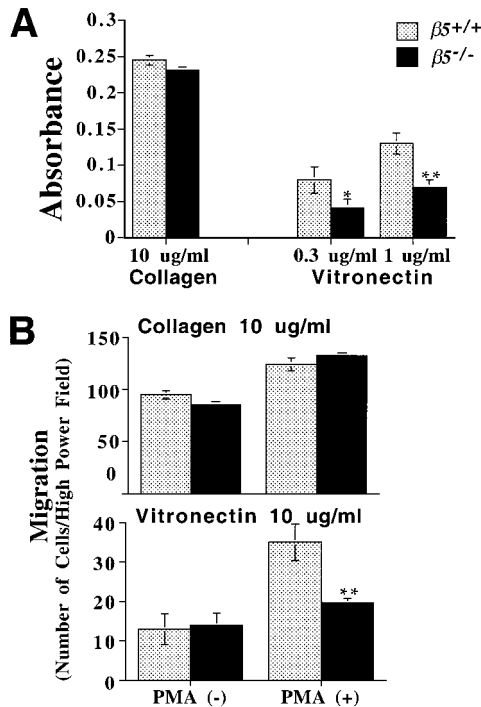 A
0.3
0.25
0.2
0.15
0.1
0.05
0
Absorbance
β5+/+
β5-/-
*
**
10 ug/ml
0.3 ug/ml
1 ug/ml
Collagen
Vitronectin
B
Collagen 10 ug/ml
150
100
50
0
Migration
(Number of Cells/High Power Field)
Vitronectin 10 ug/ml
40
30
20
10
0
**
PMA (-)
PMA (+)